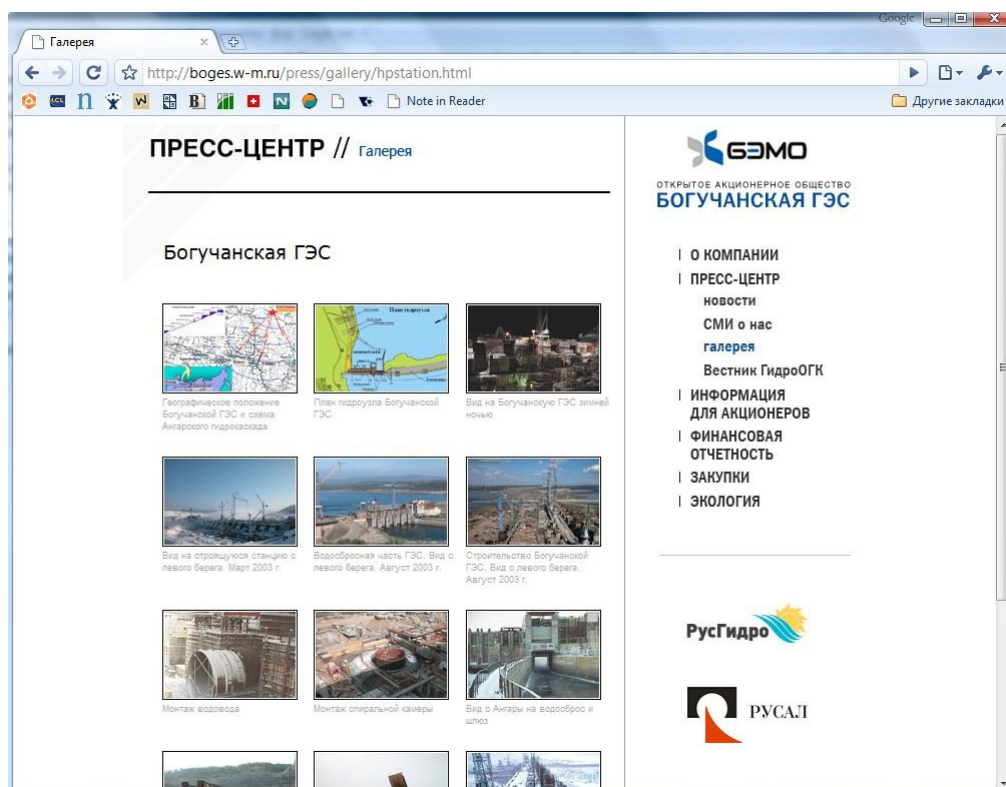 Google
Галерея
http://boges.w-m.ru/press/gallery/hpstation.html
LCL
Note in Reader
Другие закладки
ПРЕСС-ЦЕНТР // Галерея
Богучанская ГЭС
Географическое положение
Богучанской ГЭС и схема
Ангарского гидрокаскада
План гидроузла Богучанской
ГЭС
Вид на Богучанскую ГЭС зимней
ночью
Вид на строящуюся станцию с
левого берега. Март 2003 г.
Водосбросная часть ГЭС. Вид с
левого берега. Август 2003 г.
Строительство Богучанской
ГЭС. Вид с левого берега.
Август 2003 г.
Монтаж водовода
Монтаж спиральной камеры
Вид с Ангары на водосброс и
шлюз
БЭМО
ОТКРЫТОЕ АКЦИОНЕРНОЕ ОБЩЕСТВО
БОГУЧАНСКАЯ ГЭС
О КОМПАНИИ
ПРЕСС-ЦЕНТР
новости
СМИ о нас
галерея
Вестник ГидроОГК
ИНФОРМАЦИЯ
ДЛЯ АКЦИОНЕРОВ
ФИНАНСОВАЯ
ОТЧЕТНОСТЬ
ЗАКУПКИ
ЭКОЛОГИЯ
РусГидро
РУСАЛ